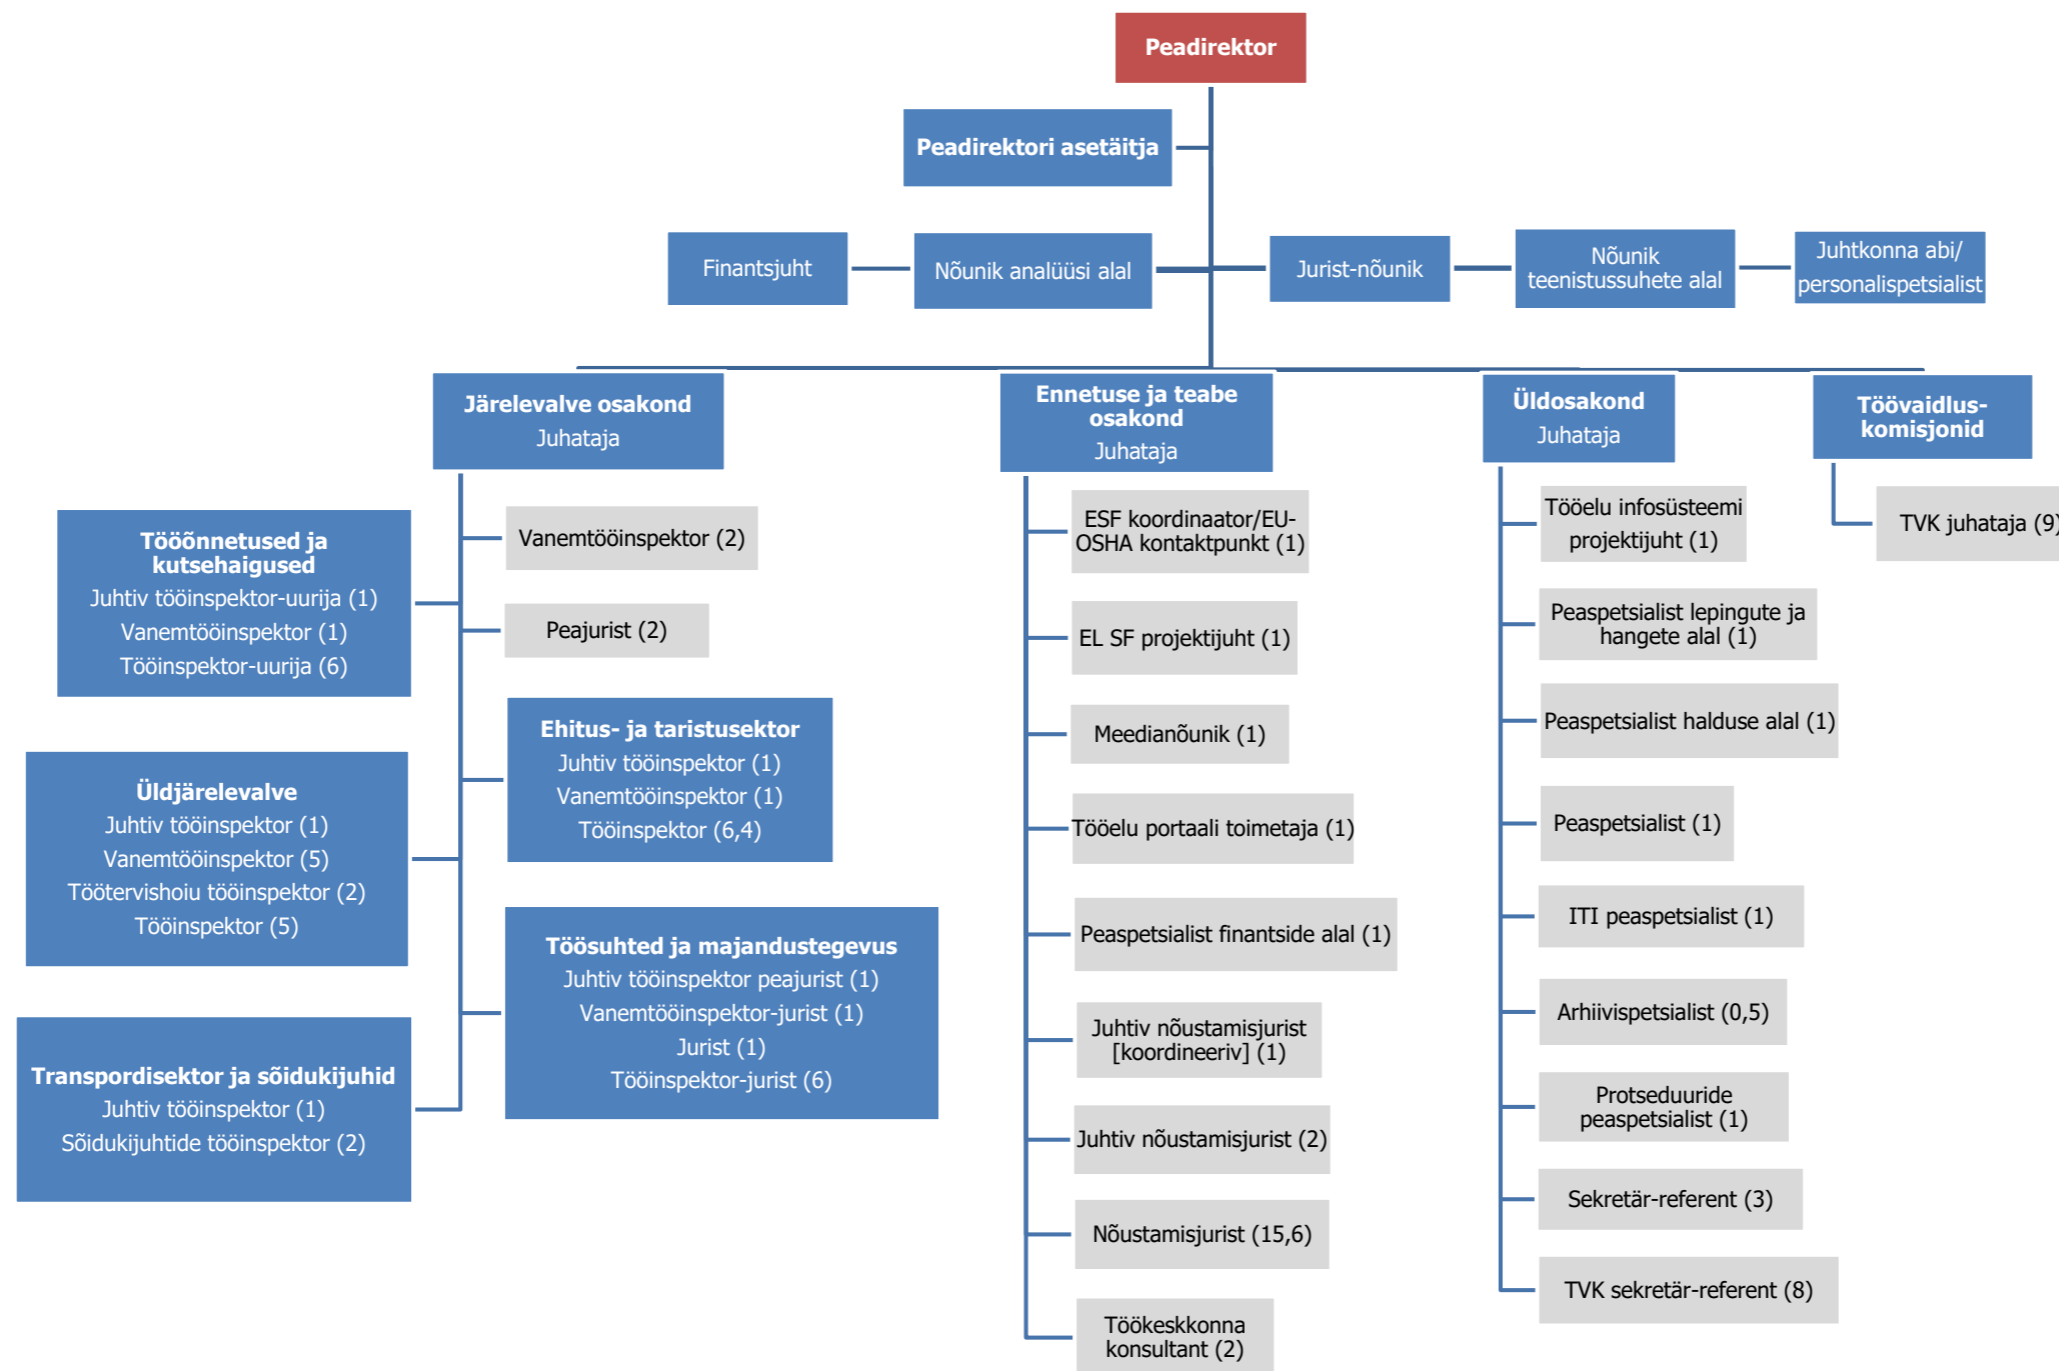 Peadirektor
Peadirektori asetäitja
Finantsjuht
Nõunik analüüsi alal
Jurist-nõunik
Nõunik
teenistussuhete alal
Juhtkonna abi/
personalispetsialist
Järelevalve osakond
Juhataja
Tööõnnetused ja
kutsehaigused
Juhtiv tööinspektor-uurija (1)
Vanemtööinspektor (1)
Tööinspektor-uurija (6)
Üldjärelevalve
Juhtiv tööinspektor (1)
Vanemtööinspektor (5)
Töötervishoiu tööinspektor (2)
Tööinspektor (5)
Transpordisektor ja sõidukijuhid
Juhtiv tööinspektor (1)
Sõidukijuhtide tööinspektor (2)
Vanemtööinspektor (2)
Peajurist (2)
Ehitus- ja taristusektor
Juhtiv tööinspektor (1)
Vanemtööinspektor (1)
Tööinspektor (6,4)
Töösuhted ja majandustegevus
Juhtiv tööinspektor peajurist (1)
Vanemtööinspektor-jurist (1)
Jurist (1)
Tööinspektor-jurist (6)
Ennetuse ja teabe
osakond
Juhataja
ESF koordinaator/EU-
OSHA kontaktpunkt (1)
EL SF projektijuht (1)
Meedianõunik (1)
Tööelu portaali toimetaja (1)
Peaspetsialist finantside alal (1)
Juhtiv nõustamisjurist
[koordineeriv] (1)
Juhtiv nõustamisjurist (2)
Nõustamisjurist (15,6)
Töökeskkonna
konsultant (2)
Üldosakond
Juhataja
Tööelu infosüsteemi
projektijuht (1)
Peaspetsialist lepingute ja
hangete alal (1)
Peaspetsialist halduse alal (1)
Peaspetsialist (1)
ITI peaspetsialist (1)
Arhiivispetsialist (0,5)
Protseduuride
peaspetsialist (1)
Sekretär-referent (3)
TVK sekretär-referent (8)
Töövaidlus-
komisjonid
TVK juhataja (9)